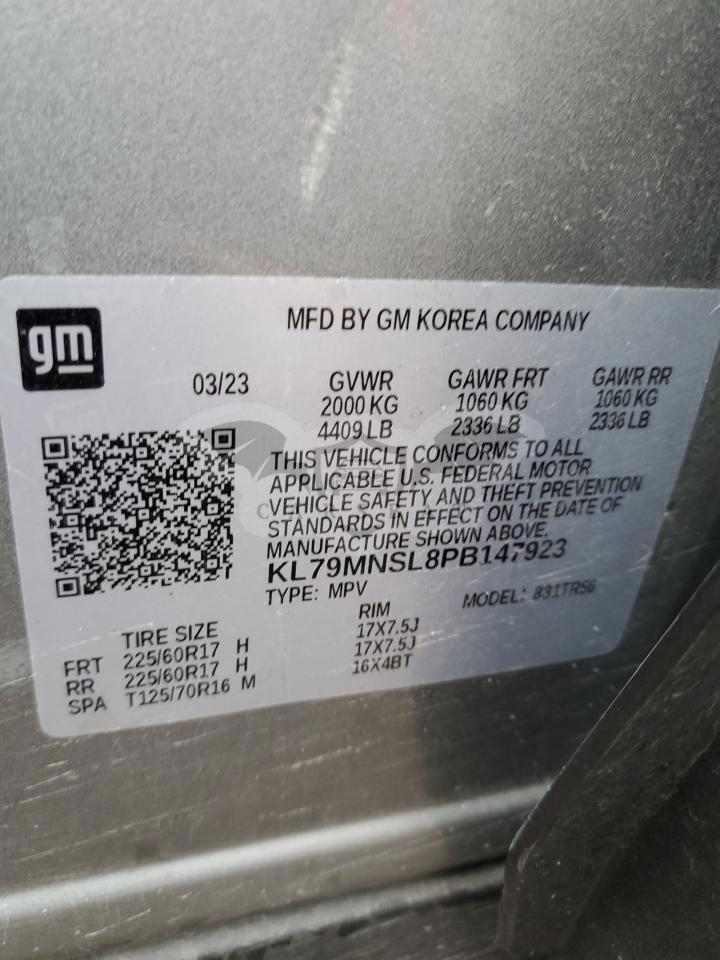 gm
MFD BY GM KOREA COMPANY
03/23 GVWR GAWR FRT GAWR RR
2000 KG 1060 KG 1060 KG
4409 LB 2336 LB 2336 LB
THIS VEHICLE CONFORMS TO ALL
APPLICABLE U.S. FEDERAL MOTOR
VEHICLE SAFETY AND THEFT PREVENTION
STANDARDS IN EFFECT ON THE DATE OF
MANUFACTURE SHOWN ABOVE.
KL79MNSL8PB147923
TYPE: MPV MODEL: 831TR56
TIRE SIZE RIM
FRT 225/60R17 H 17X7.5J
RR 225/60R17 H 17X7.5J
SPA T125/70R16 M 16X4BT